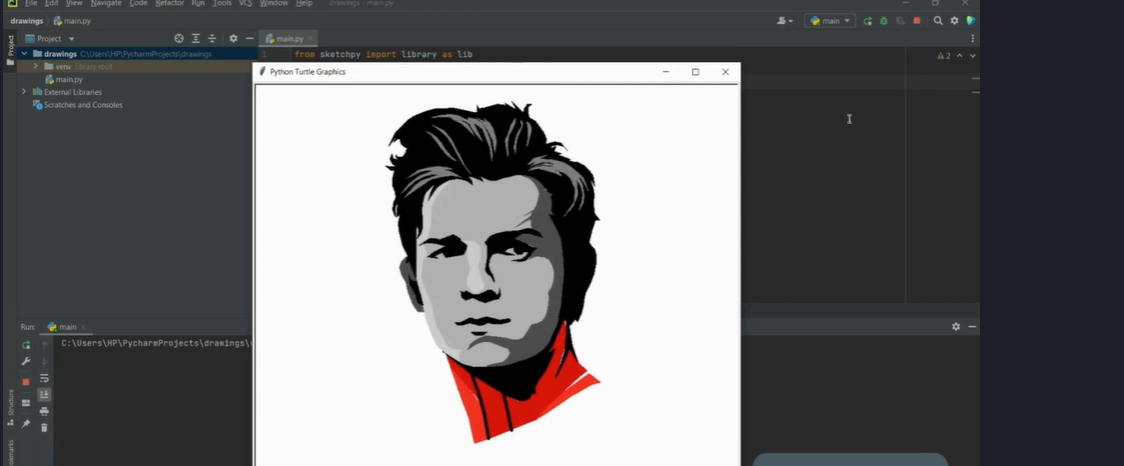 File Edit View Navigate Code Refactor Run Tools VCS Window Help drawings - main.py
drawings main.py main
Project main.py
drawings C:\Users\HP\PycharmProjects\drawings
venv library root
main.py
External Libraries
Scratches and Consoles
1 from sketchpy import library as lib
2
Python Turtle Graphics
Run: main
C:\Users\HP\PycharmProjects\drawings\
Project
Structure